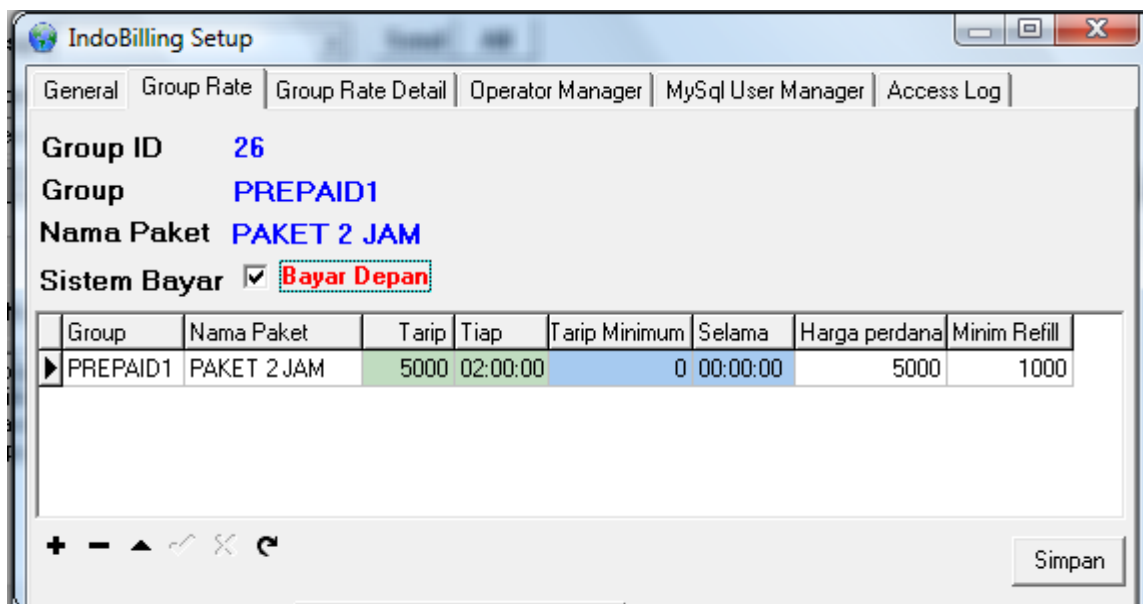 IndoBilling Setup
General Group Rate Group Rate Detail Operator Manager MySql User Manager Access Log
Group ID 26
Group PREPAID1
Nama Paket PAKET 2 JAM
Sistem Bayar Bayar Depan
Group Nama Paket Tarip Tiap Tarip Minimum Selama Harga perdana Minim Refill
PREPAID1 PAKET 2 JAM 5000 02:00:00 0 00:00:00 5000 1000
Simpan